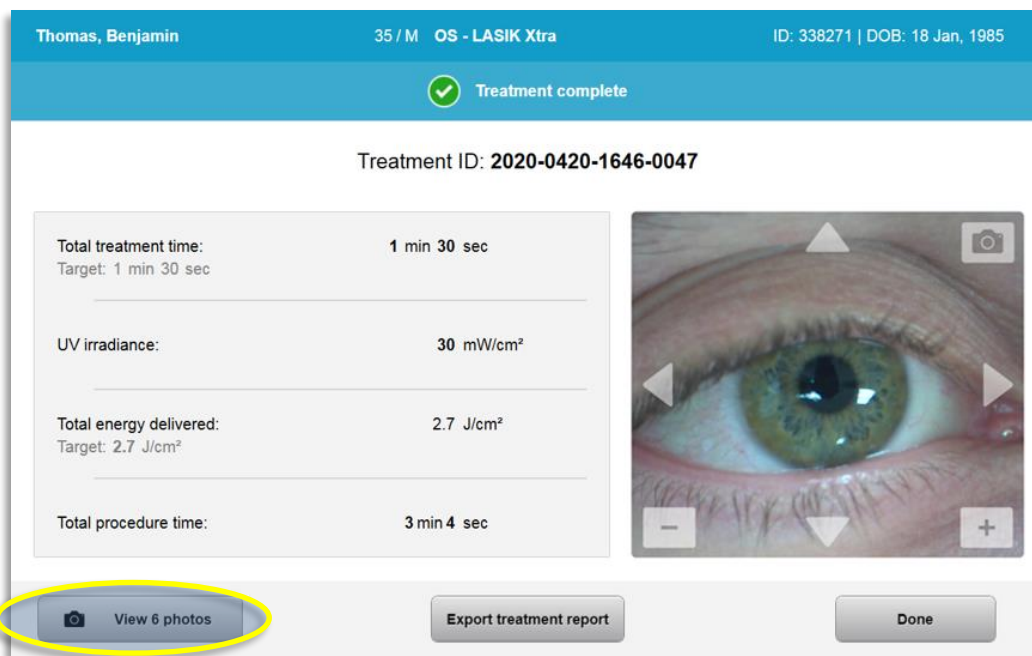 Thomas, Benjamin 35 / M OS - LASIK Xtra ID: 338271 | DOB: 18 Jan, 1985
Treatment complete
Treatment ID: 2020-0420-1646-0047
Total treatment time: 1 min 30 sec
Target: 1 min 30 sec
UV irradiance: 30 mW/cm²
Total energy delivered: 2.7 J/cm²
Target: 2.7 J/cm²
Total procedure time: 3 min 4 sec
View 6 photos Export treatment report Done